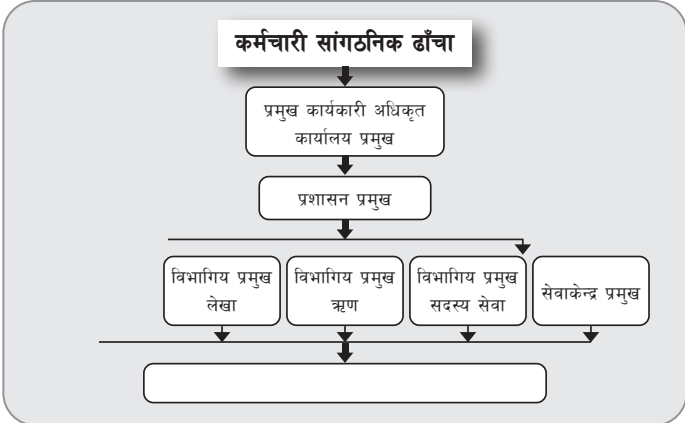 कर्मचारी सांगठनिक ढाँचा
प्रमुख कार्यकारी अधिकृत
कार्यालय प्रमुख
प्रशासन प्रमुख
विभागिय प्रमुख
लेखा
विभागिय प्रमुख
ऋण
विभागिय प्रमुख
सदस्य सेवा
सेवाकेन्द्र प्रमुख